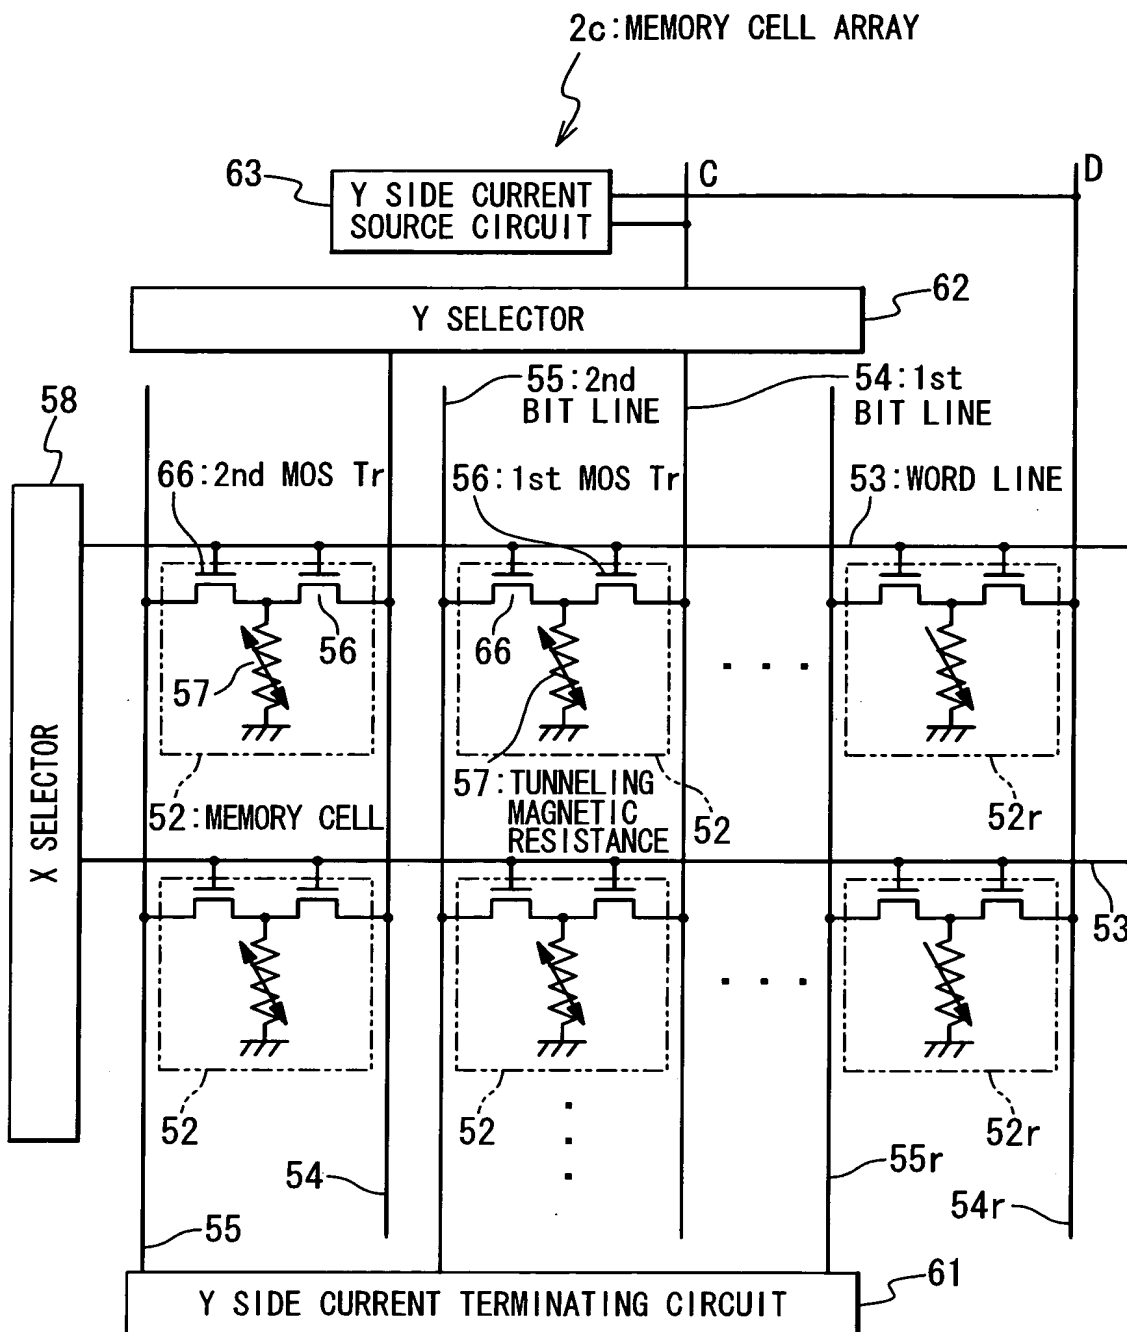 2c:MEMORY CELL ARRAY
63
Y SIDE CURRENT
SOURCE CIRCUIT
C
D
Y SELECTOR
62
58
55:2nd
BIT LINE
54:1st
BIT LINE
66:2nd MOS Tr
56:1st MOS Tr
53:WORD LINE
56
66
57
X SELECTOR
52:MEMORY CELL
57:TUNNELING
MAGNETIC
RESISTANCE
52
52r
53
52
52
52r
54
55r
55
54r
61
Y SIDE CURRENT TERMINATING CIRCUIT